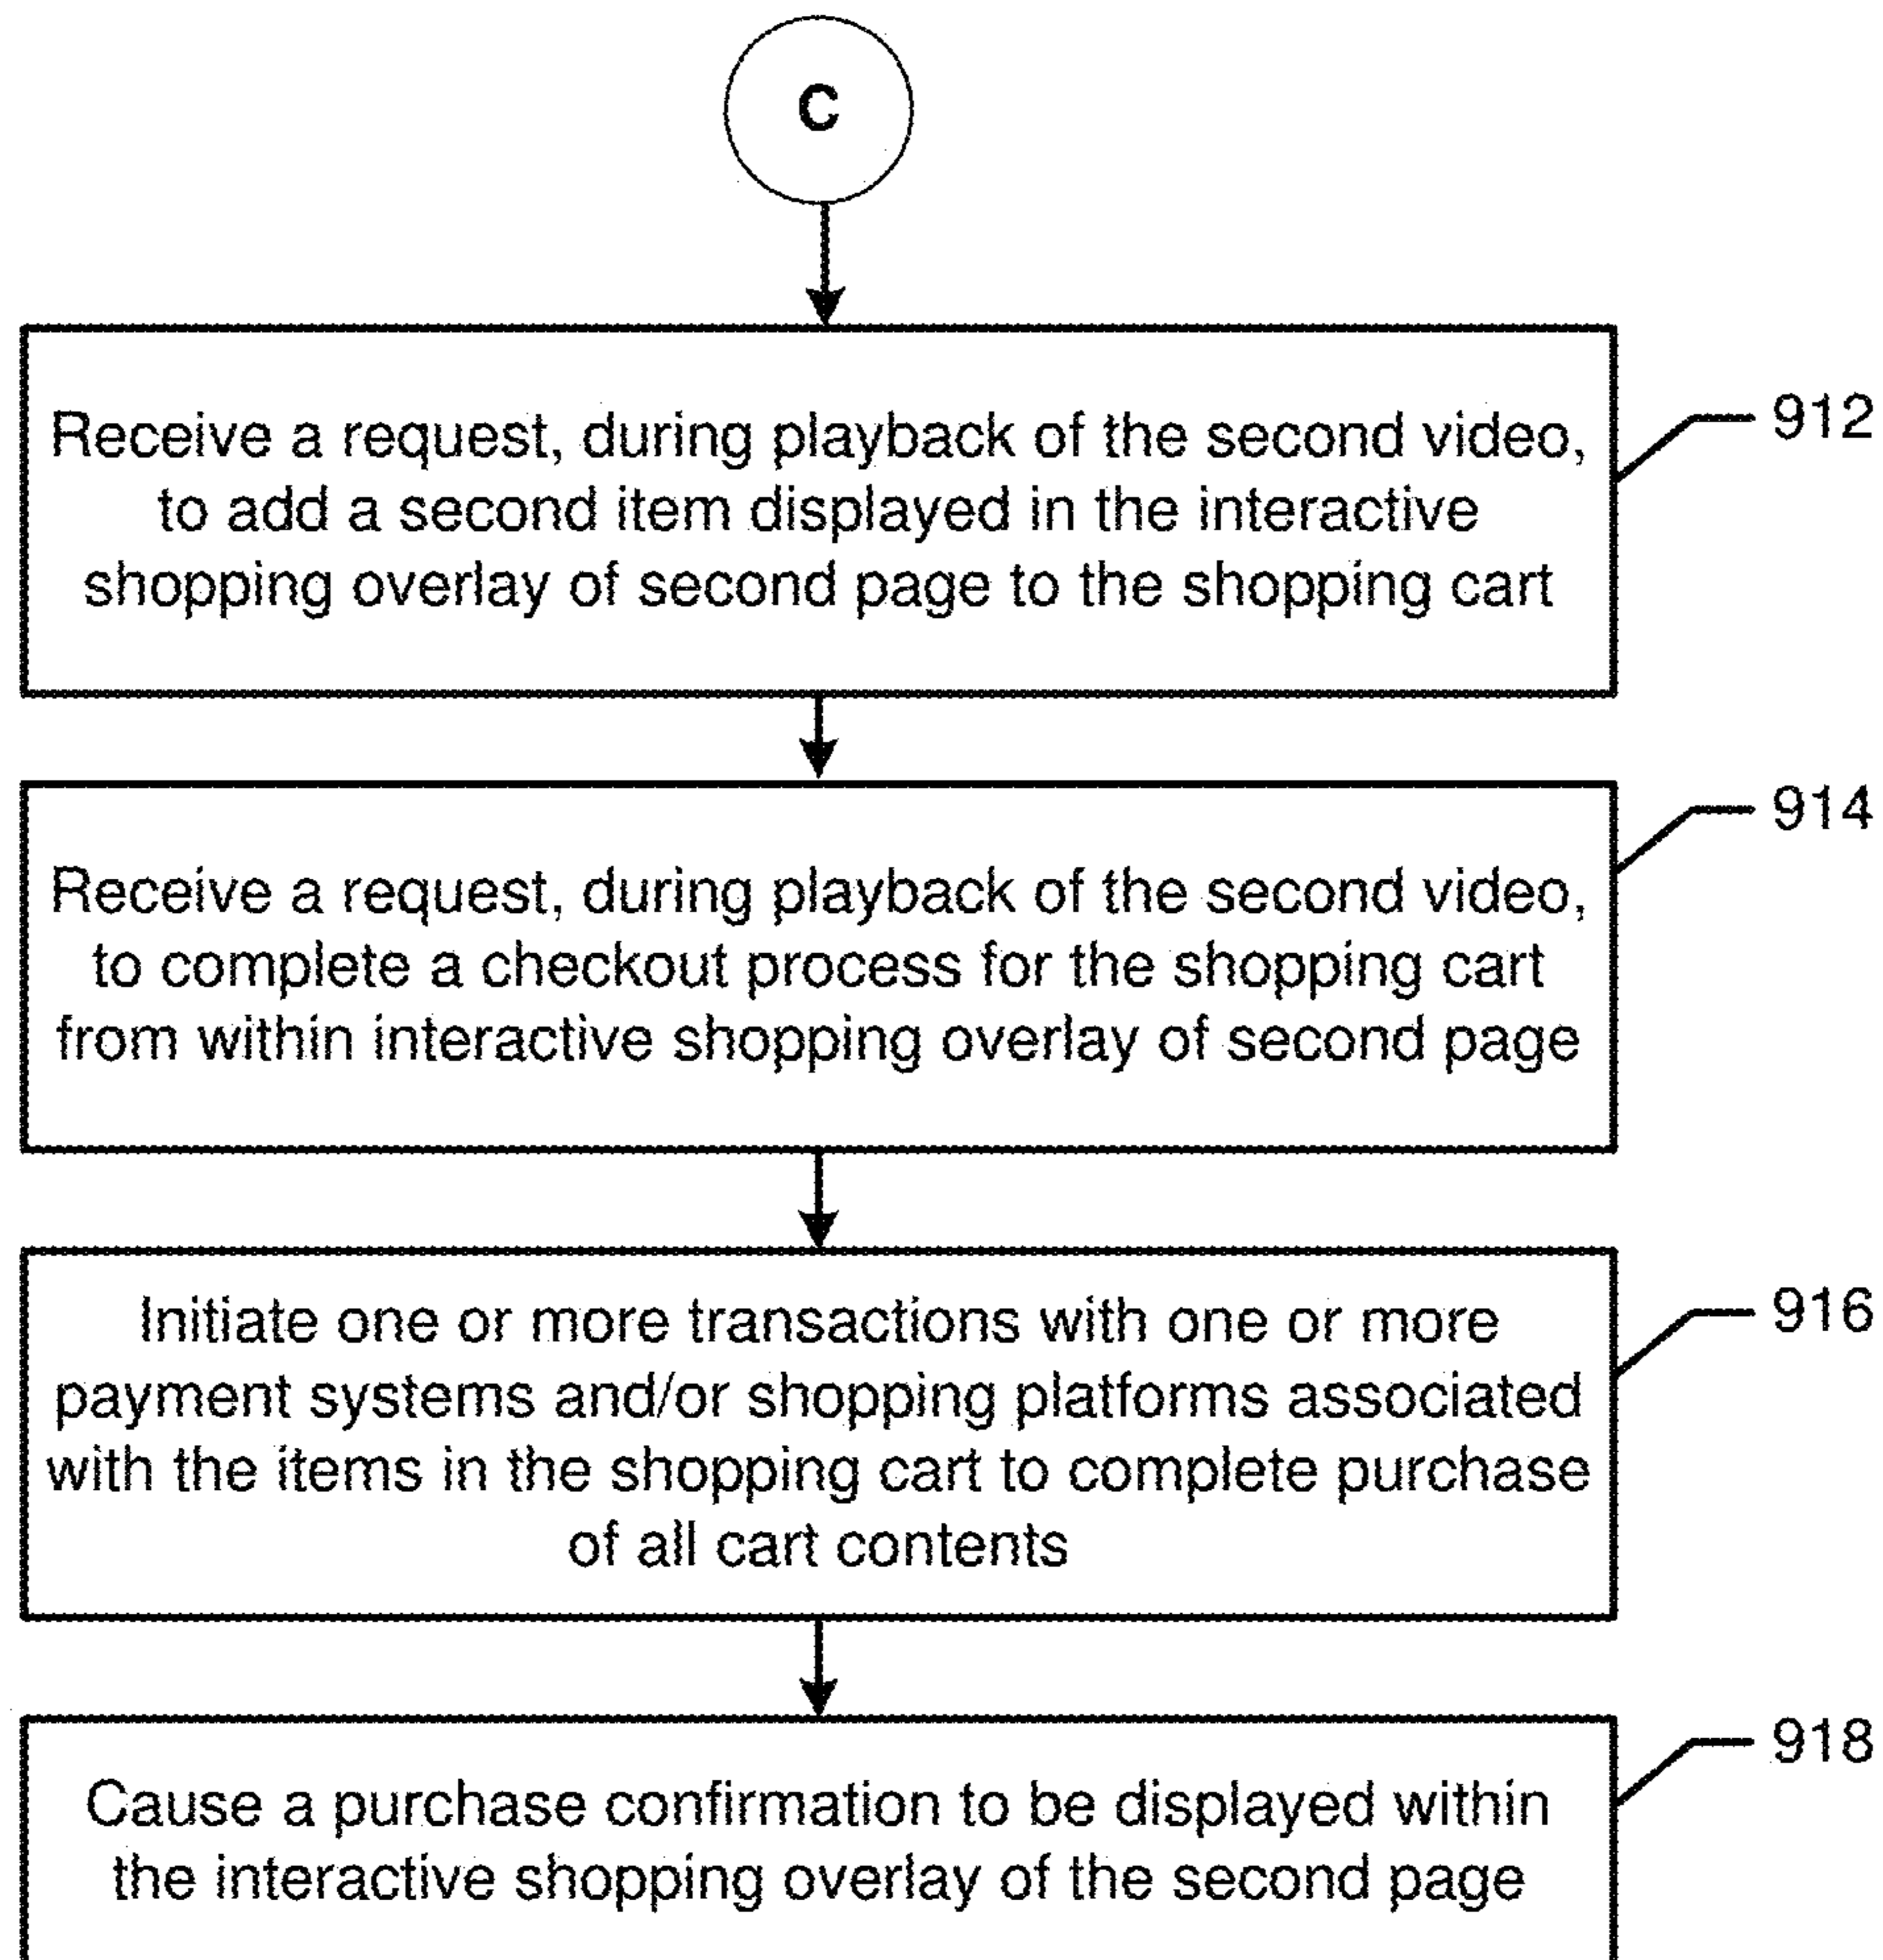 C
Receive a request, during playback of the second video,
to add a second item displayed in the interactive
shopping overlay of second page to the shopping cart
912
Receive a request, during playback of the second video,
to complete a checkout process for the shopping cart
from within interactive shopping overlay of second page
914
Initiate one or more transactions with one or more
payment systems and/or shopping platforms associated
with the items in the shopping cart to complete purchase
of all cart contents
916
Cause a purchase confirmation to be displayed within
the interactive shopping overlay of the second page
918